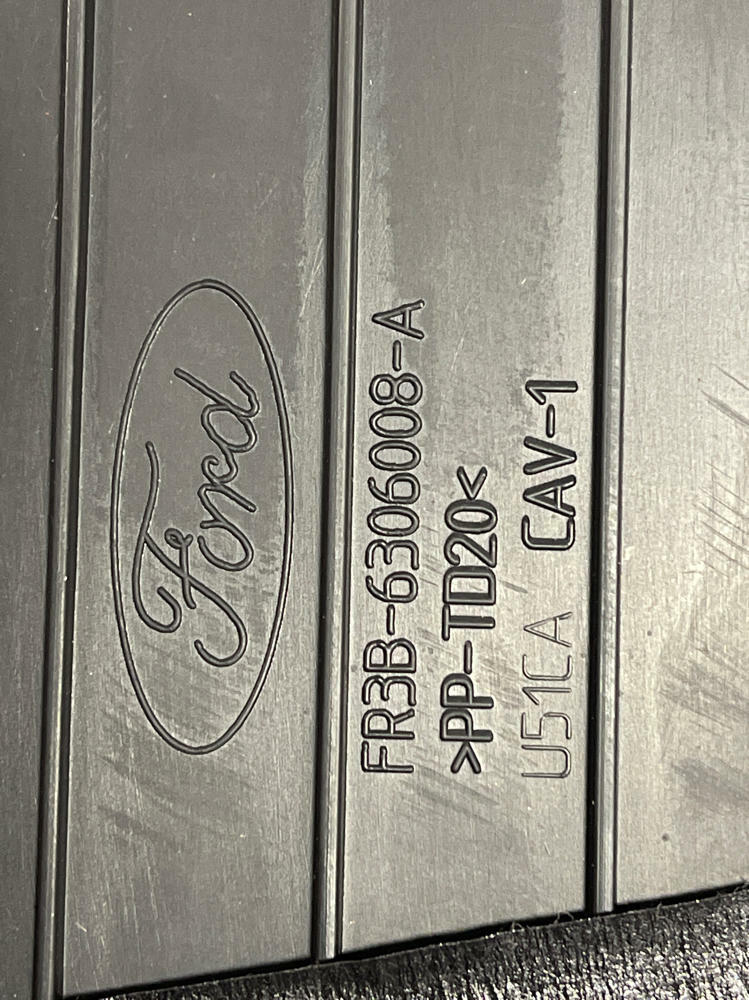 Ford
FR3B-6306008-A
>PP-TD20<
U51CA CAV-1